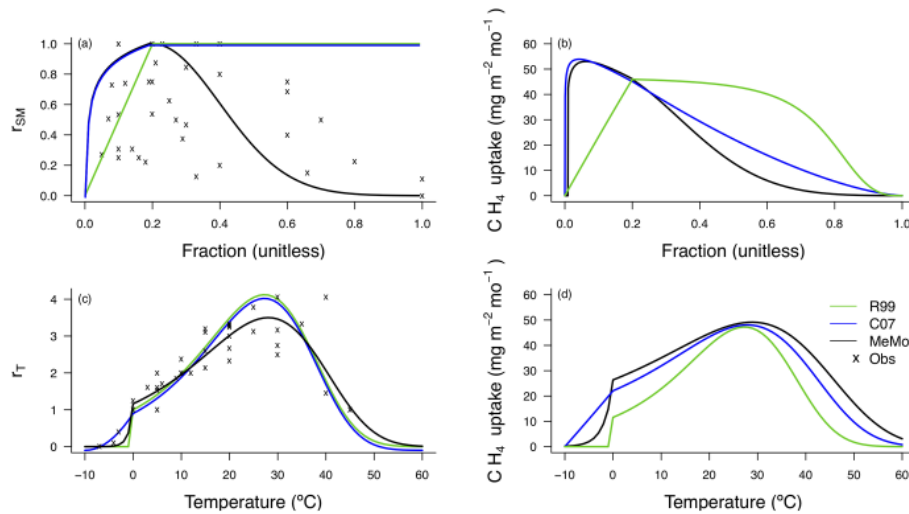 (a)
r_SM
1.0
0.8
0.6
0.4
0.2
0.0
0.0 0.2 0.4 0.6 0.8 1.0
Fraction (unitless)
(b)
C H₄ uptake (mg m⁻² mo⁻¹ )
60
50
40
30
20
10
0
0.0 0.2 0.4 0.6 0.8 1.0
Fraction (unitless)
(c)
r_T
4
3
2
1
0
−10 0 10 20 30 40 50 60
Temperature (ºC)
(d)
C H₄ uptake (mg m⁻² mo⁻¹ )
60
50
40
30
20
10
0
−10 0 10 20 30 40 50 60
Temperature (ºC)
R99
C07
MeMo
x Obs